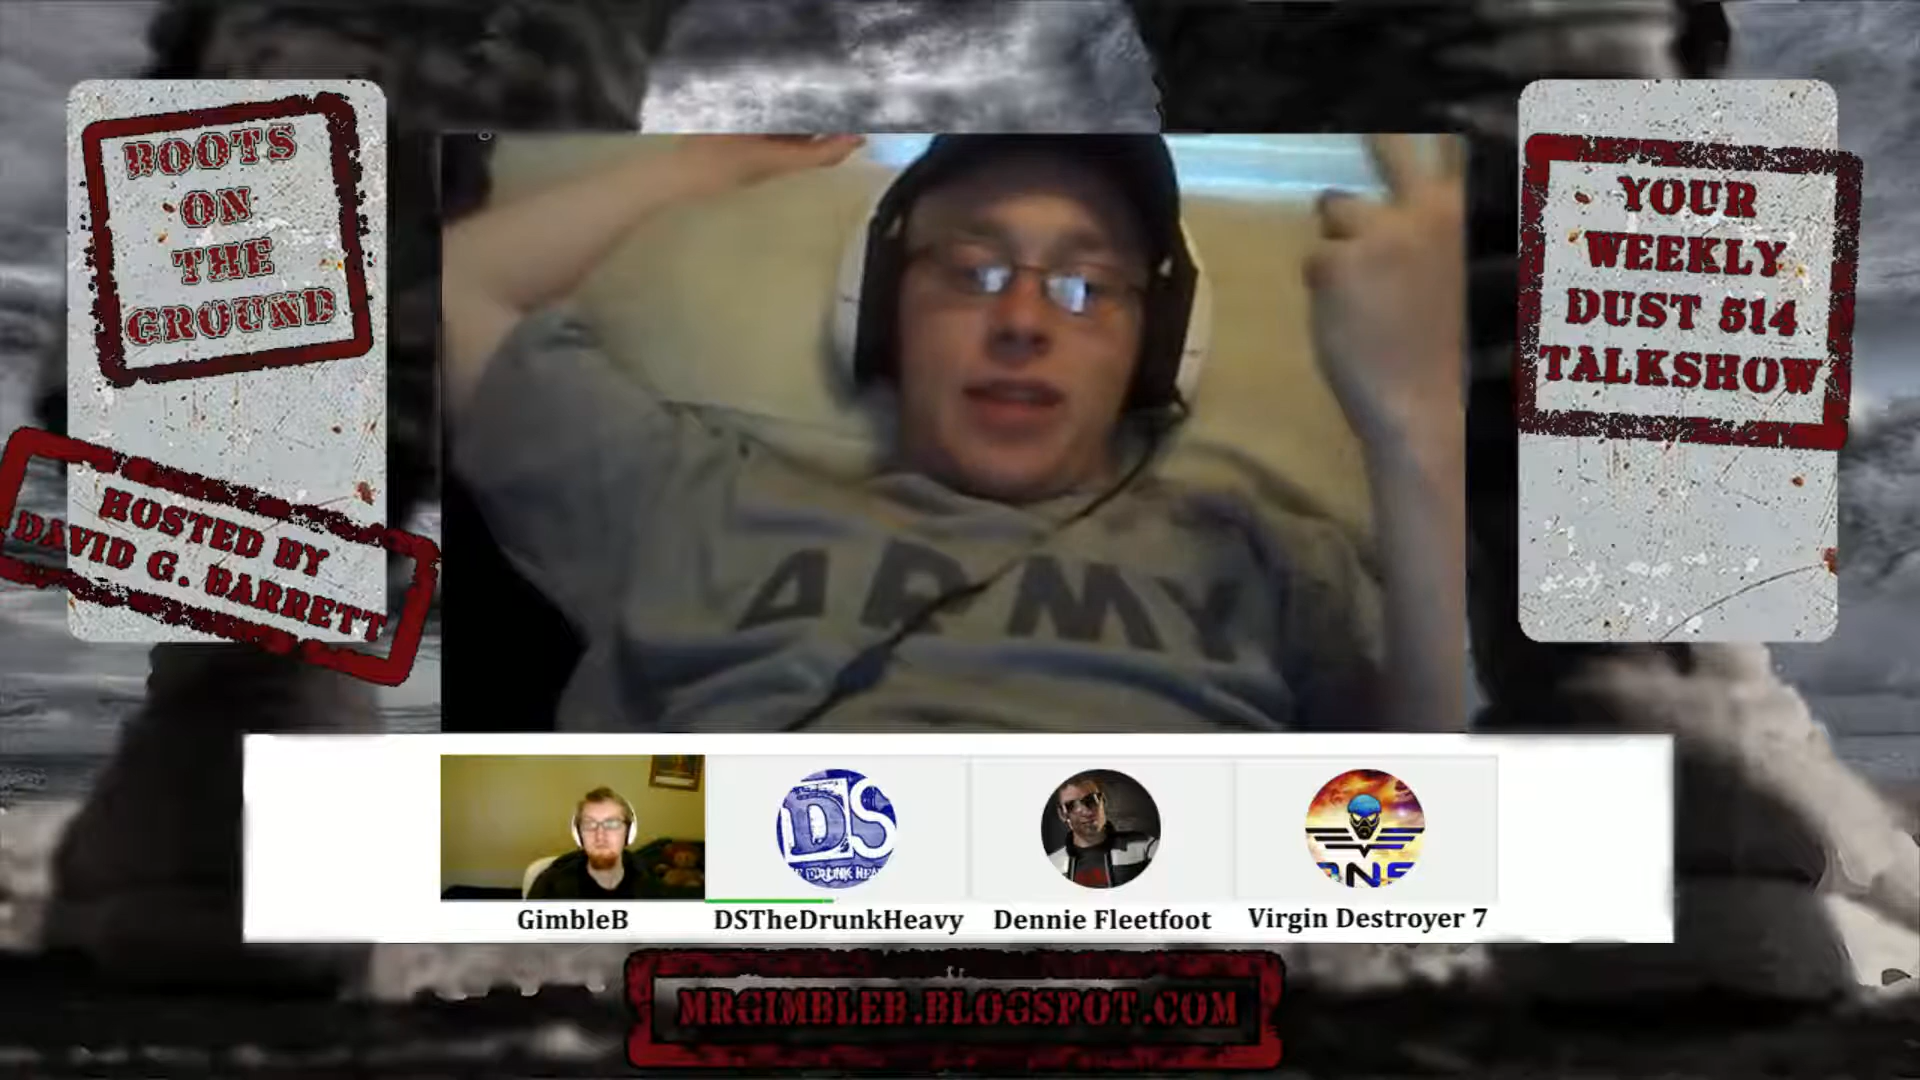 BOOTS
ON
THE
GROUND
HOSTED BY
DAVID G. BARRETT
YOUR
WEEKLY
DUST 514
TALKSHOW
ARMY
DS
GimbleB
DSTheDrunkHeavy
Dennie Fleetfoot
Virgin Destroyer 7
MRGIMBLEB.BLOGSPOT.COM